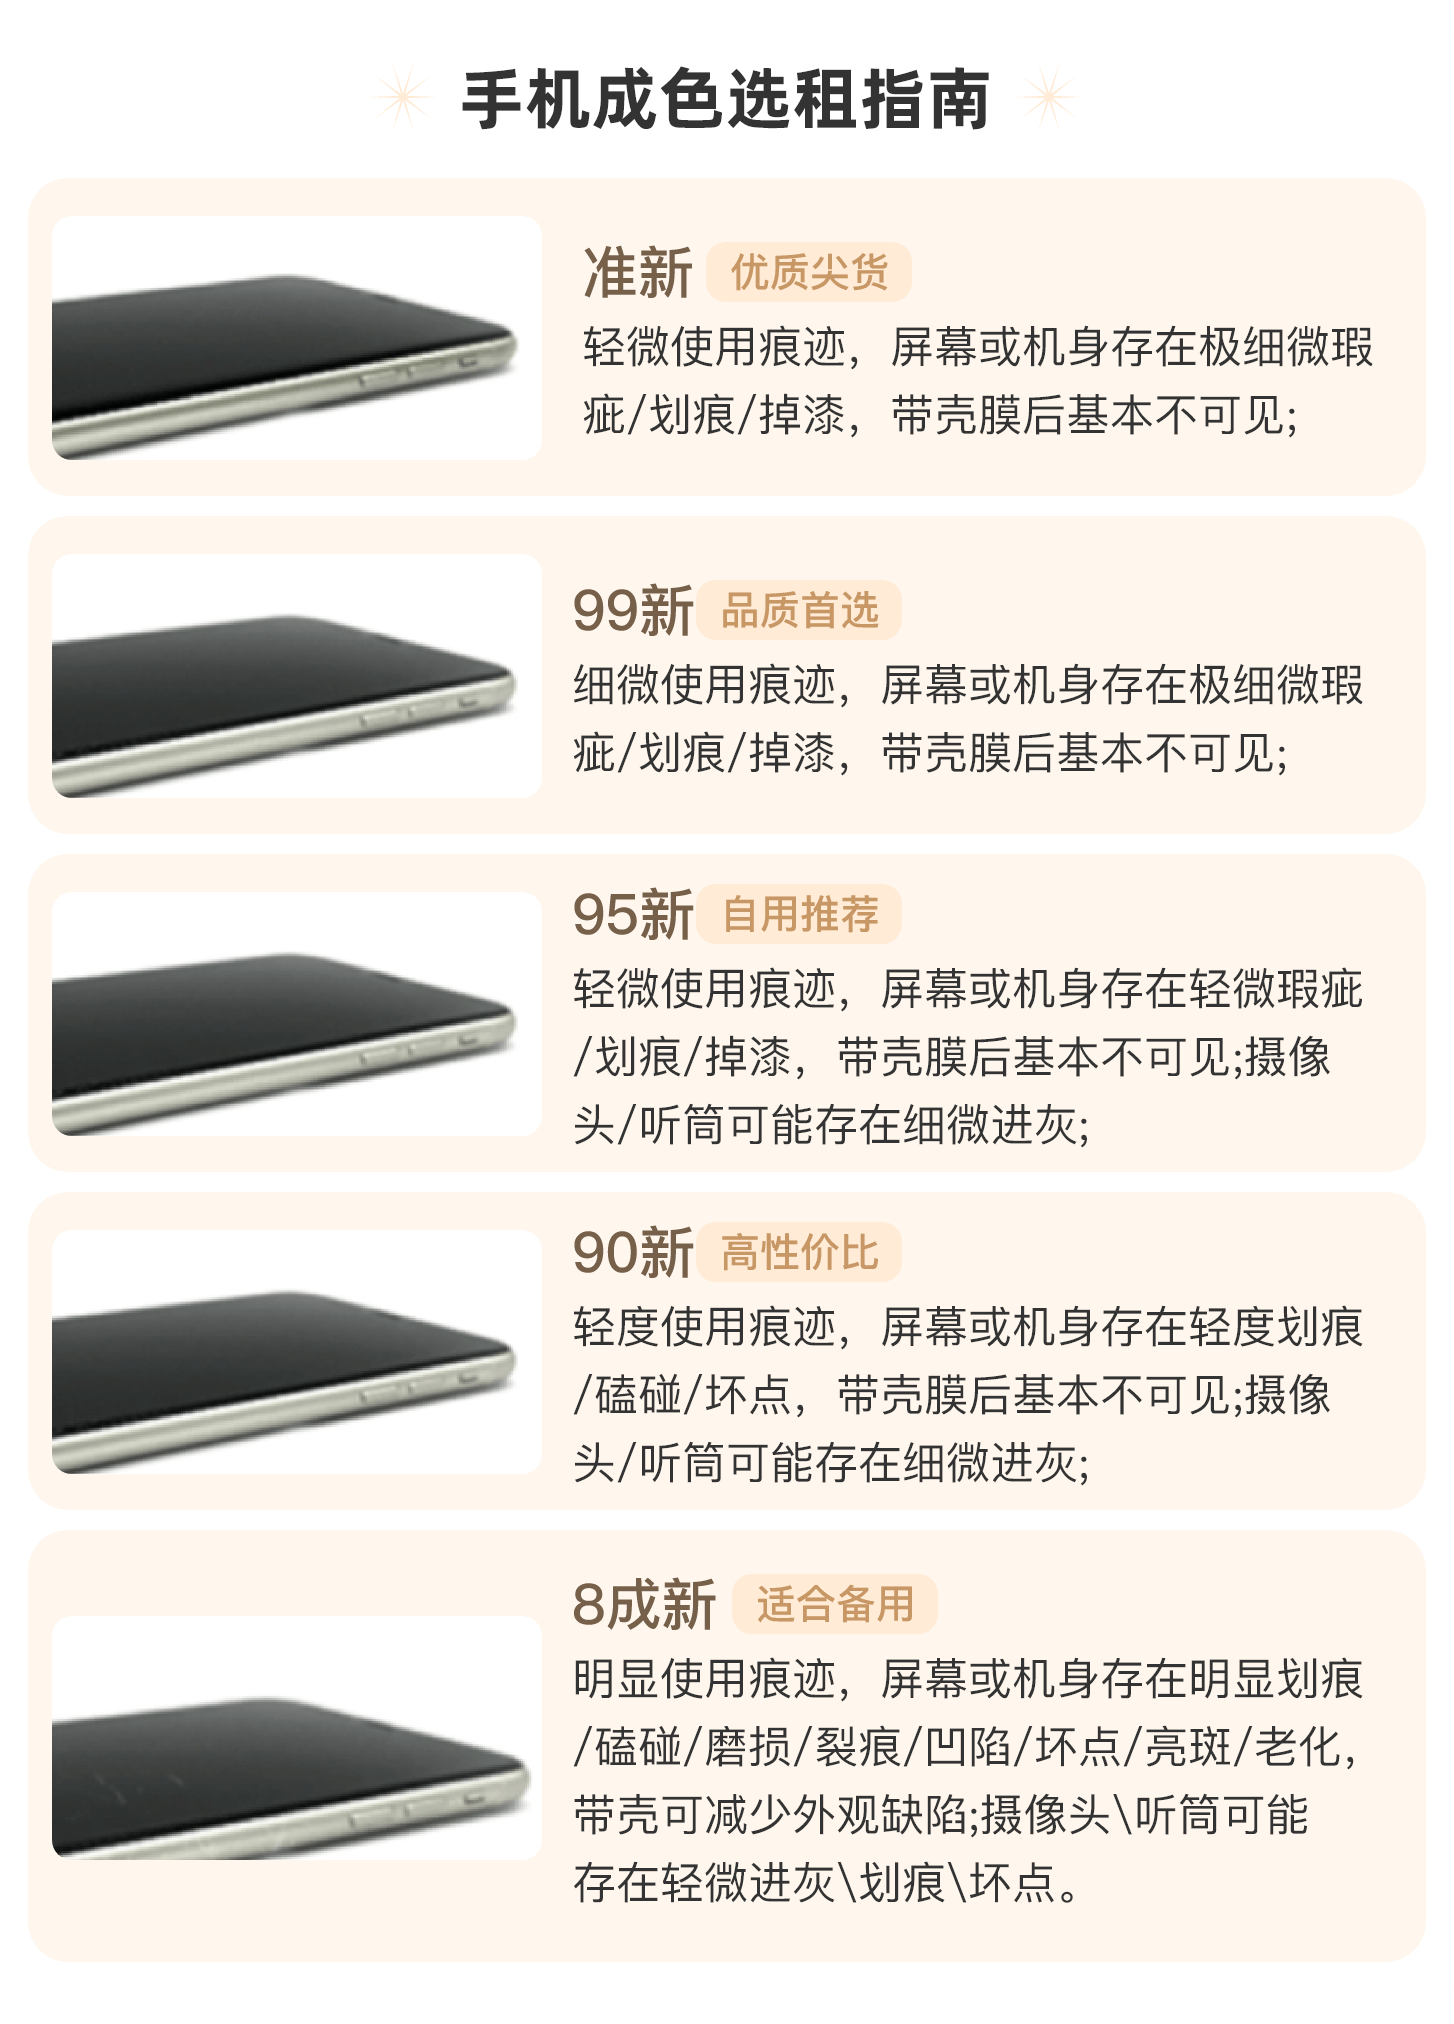 手机成色选租指南
准新 优质尖货
轻微使用痕迹，屏幕或机身存在极细微瑕
疵/划痕/掉漆，带壳膜后基本不可见;
99新 品质首选
细微使用痕迹，屏幕或机身存在极细微瑕
疵/划痕/掉漆，带壳膜后基本不可见;
95新 自用推荐
轻微使用痕迹，屏幕或机身存在轻微瑕疵
/划痕/掉漆，带壳膜后基本不可见;摄像
头/听筒可能存在细微进灰;
90新 高性价比
轻度使用痕迹，屏幕或机身存在轻度划痕
/磕碰/坏点，带壳膜后基本不可见;摄像
头/听筒可能存在细微进灰;
8成新 适合备用
明显使用痕迹，屏幕或机身存在明显划痕
/磕碰/磨损/裂痕/凹陷/坏点/亮斑/老化，
带壳可减少外观缺陷;摄像头\听筒可能
存在轻微进灰\划痕\坏点。